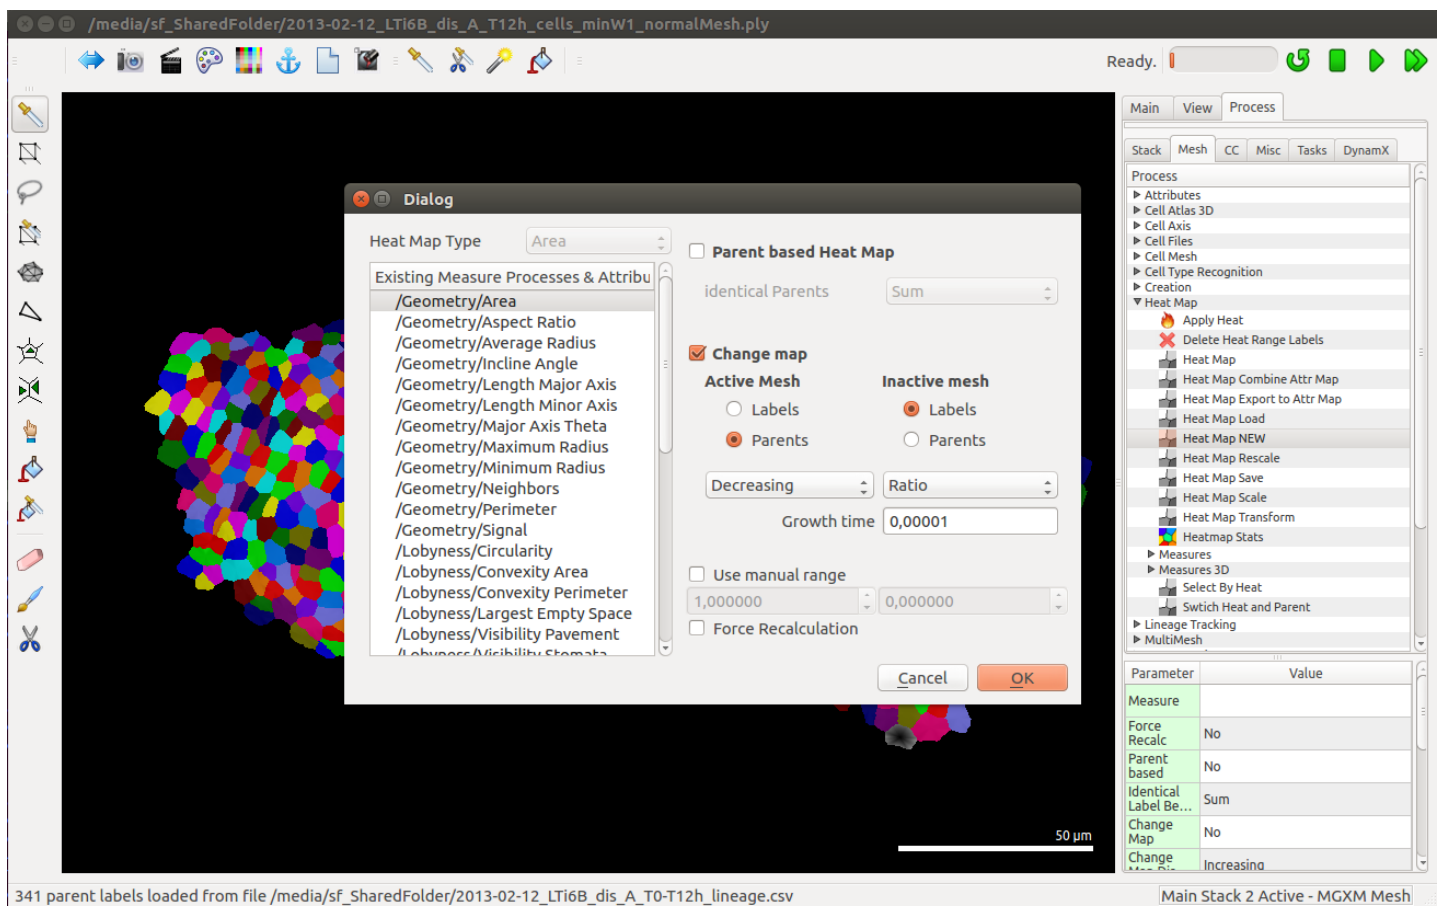 /media/sf_SharedFolder/2013-02-12_LTi6B_dis_A_T12h_cells_minW1_normalMesh.ply
Ready.
Main View Process
Stack Mesh CC Misc Tasks DynamX
Process
Attributes
Cell Atlas 3D
Cell Axis
Cell Files
Cell Mesh
Cell Type Recognition
Creation
Heat Map
Apply Heat
Delete Heat Range Labels
Heat Map
Heat Map Combine Attr Map
Heat Map Export to Attr Map
Heat Map Load
Heat Map NEW
Heat Map Rescale
Heat Map Save
Heat Map Scale
Heat Map Transform
Heatmap Stats
Measures
Measures 3D
Select By Heat
Swtich Heat and Parent
Lineage Tracking
MultiMesh
Parameter Value
Measure
Force Recalc No
Parent based No
Identical Label Be... Sum
Change Map No
Change Increasing
Dialog
Heat Map Type Area
Existing Measure Processes & Attribu
/Geometry/Area
/Geometry/Aspect Ratio
/Geometry/Average Radius
/Geometry/Incline Angle
/Geometry/Length Major Axis
/Geometry/Length Minor Axis
/Geometry/Major Axis Theta
/Geometry/Maximum Radius
/Geometry/Minimum Radius
/Geometry/Neighbors
/Geometry/Perimeter
/Geometry/Signal
/Lobyness/Circularity
/Lobyness/Convexity Area
/Lobyness/Convexity Perimeter
/Lobyness/Largest Empty Space
/Lobyness/Visibility Pavement
/Lobyness/Visibility Stomata
Parent based Heat Map
identical Parents Sum
Change map
Active Mesh Inactive mesh
Labels Labels
Parents Parents
Decreasing Ratio
Growth time 0,00001
Use manual range
1,000000 0,000000
Force Recalculation
Cancel OK
50 µm
341 parent labels loaded from file /media/sf_SharedFolder/2013-02-12_LTi6B_dis_A_T0-T12h_lineage.csv
Main Stack 2 Active - MGXM Mesh